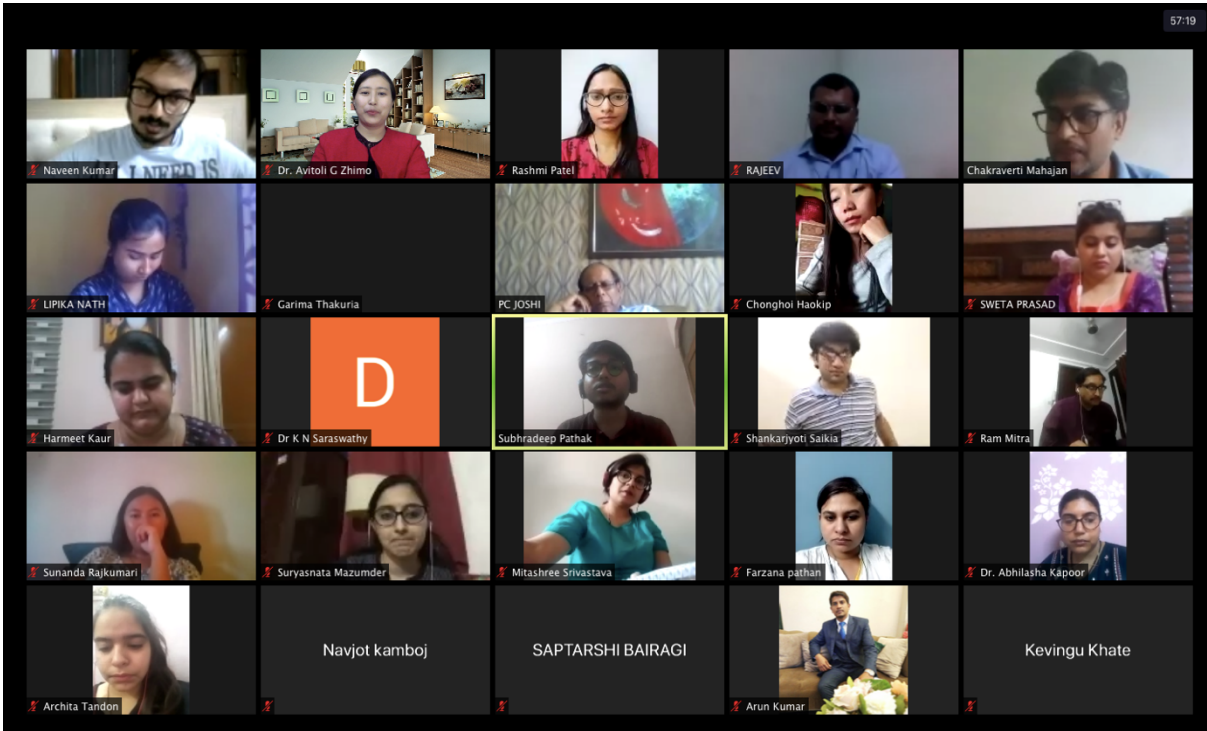 57:19
I NEED IS
Naveen Kumar
Dr. Avitoli G Zhimo
Rashmi Patel
RAJEEV
Chakraverti Mahajan
LIPIKA NATH
Garima Thakuria
PC JOSHI
Chonghoi Haokip
SWETA PRASAD
Harmeet Kaur
D
Dr K N Saraswathy
Subhradeep Pathak
Shankarjyoti Saikia
Ram Mitra
Sunanda Rajkumari
Suryasnata Mazumder
Mitashree Srivastava
Farzana pathan
Dr. Abhilasha Kapoor
Archita Tandon
Navjot kamboj
SAPTARSHI BAIRAGI
Arun Kumar
Kevingu Khate